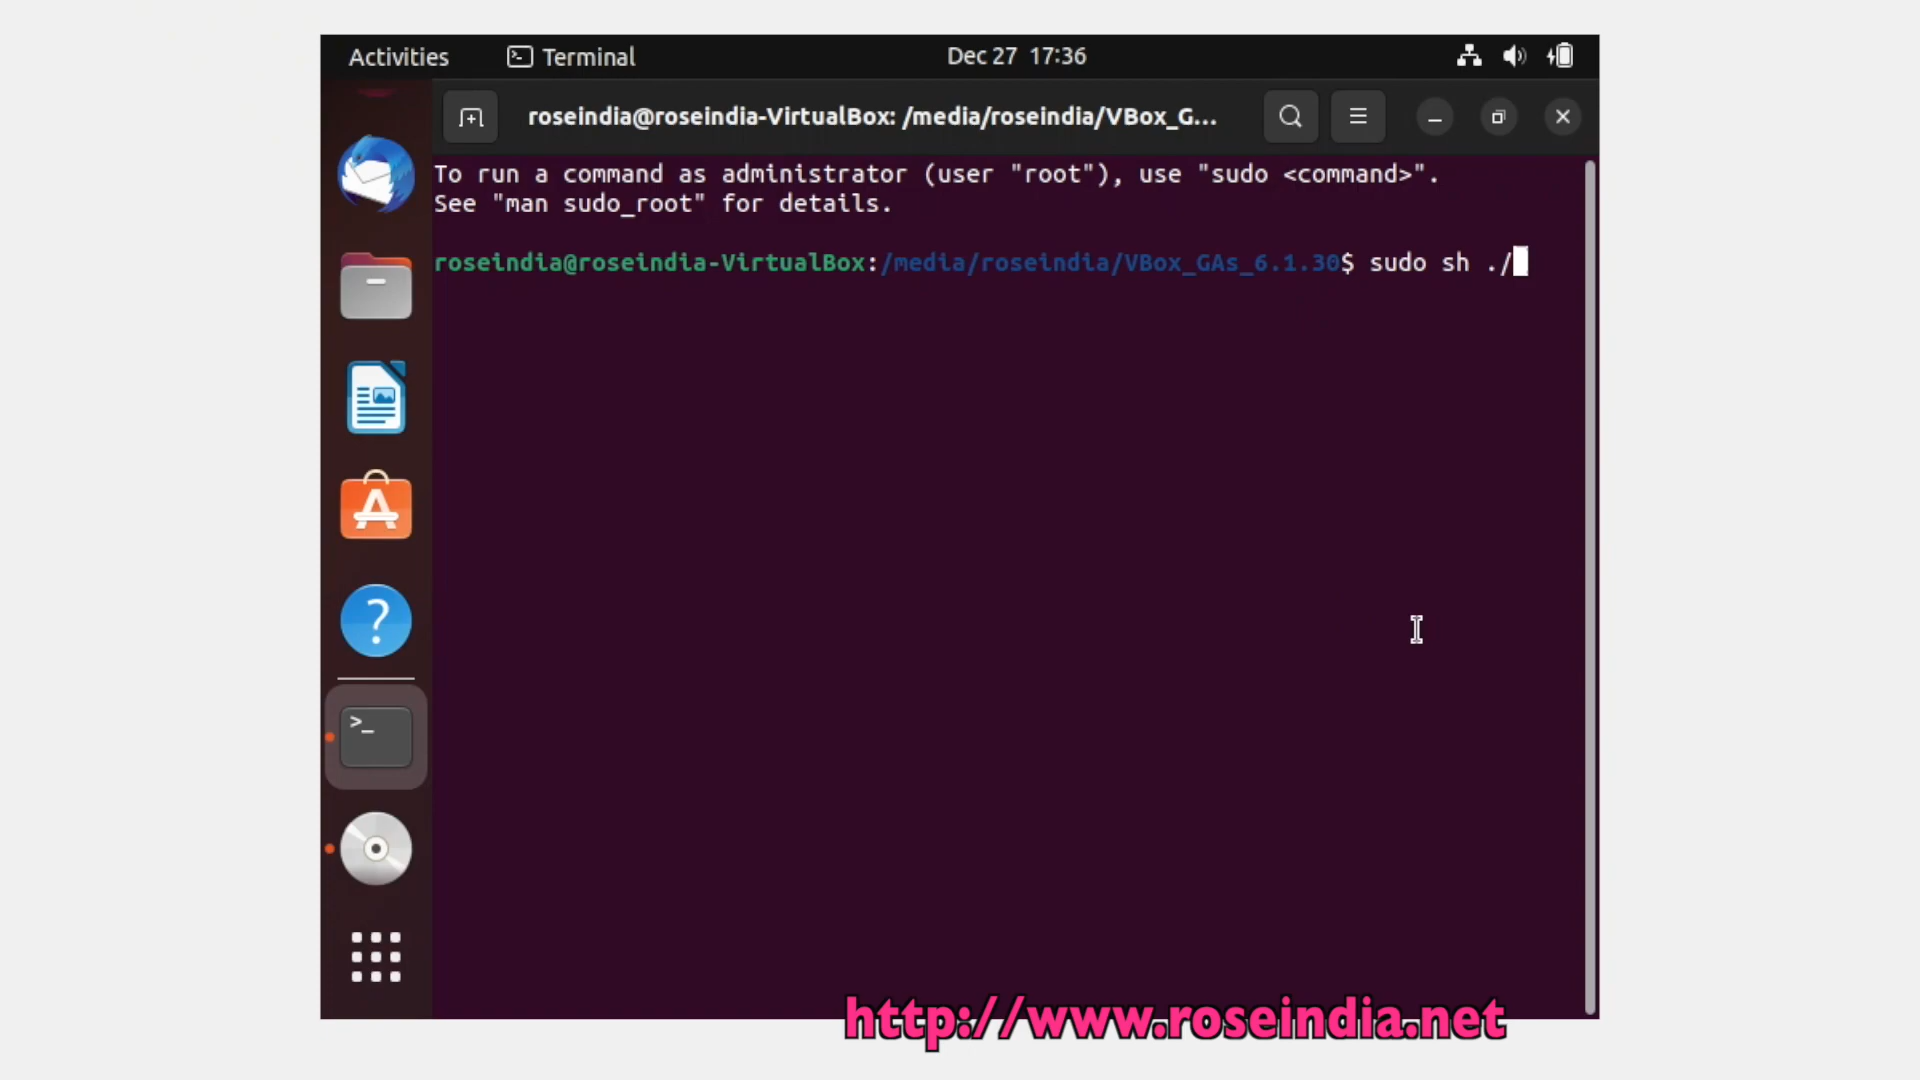 Activities
Terminal
Dec 27 17:36
roseindia@roseindia-VirtualBox: /media/roseindia/VBox_G...
To run a command as administrator (user "root"), use "sudo <command>".
See "man sudo_root" for details.
roseindia@roseindia-VirtualBox:/media/roseindia/VBox_GAs_6.1.30$ sudo sh ./
http://www.roseindia.net